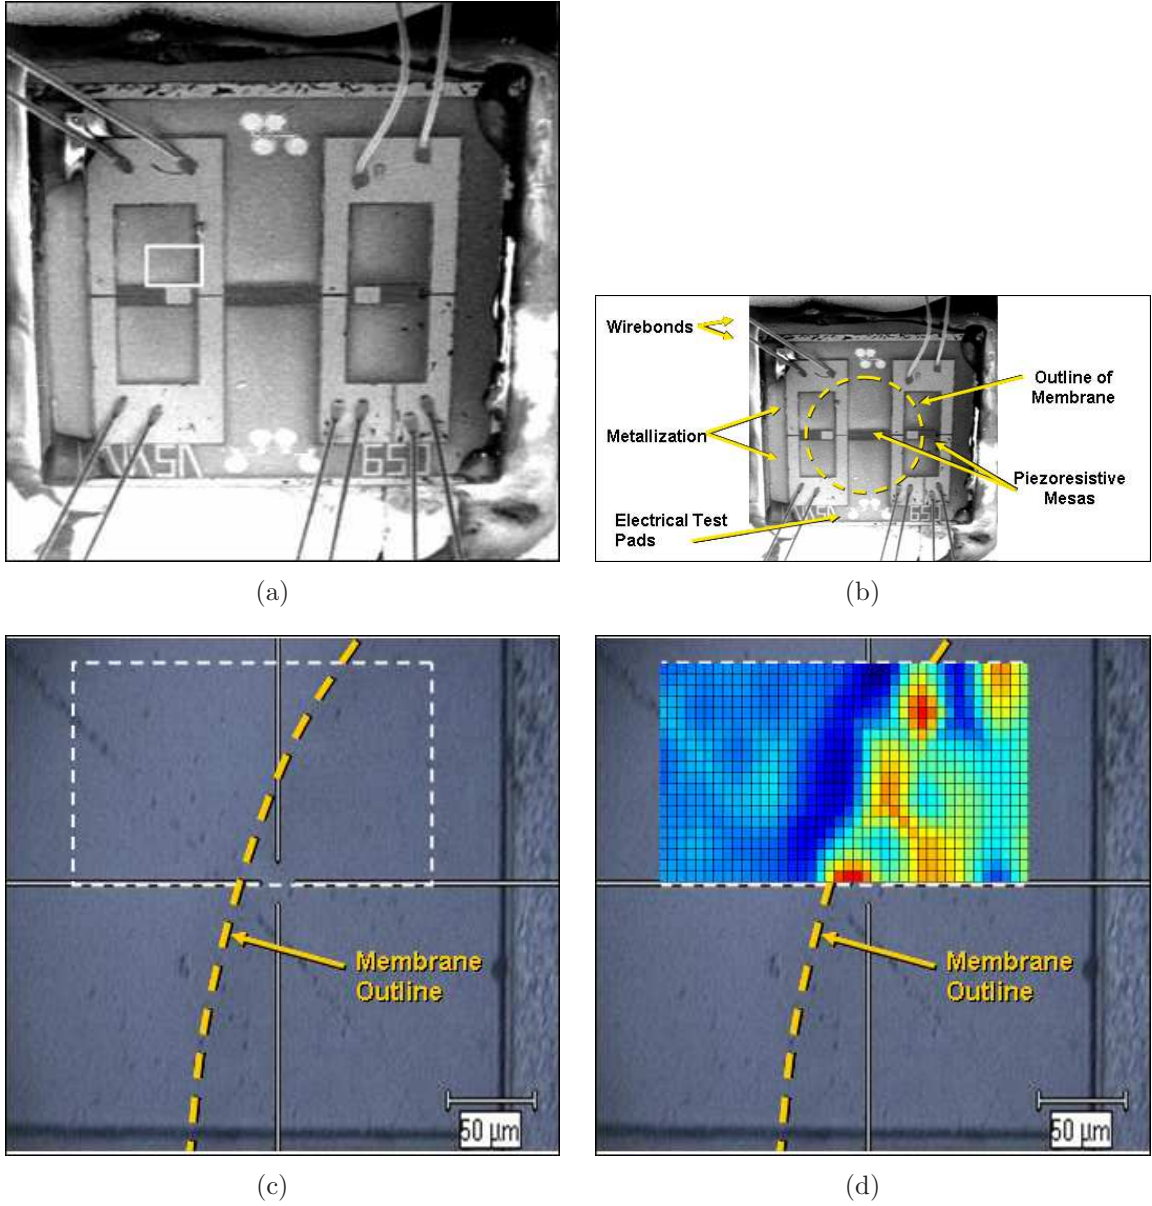 650
(a)
Wirebonds
Outline of
Membrane
Metallization
Piezoresistive
Mesas
Electrical Test
Pads
650
(b)
Membrane
Outline
50 µm
(c)
Membrane
Outline
50 µm
(d)